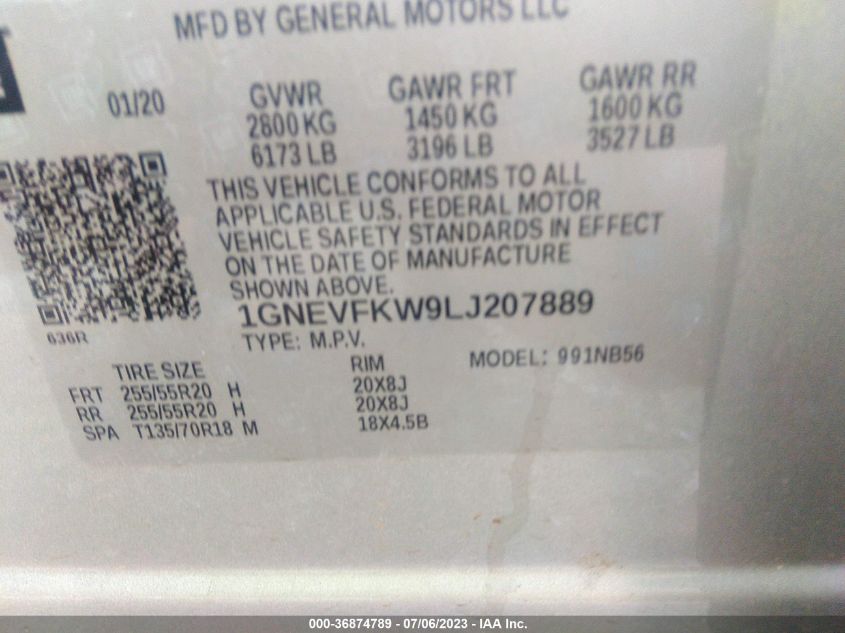 MFD BY GENERAL MOTORS LLC
01/20
GVWR GAWR FRT GAWR RR
2800 KG 1450 KG 1600 KG
6173 LB 3196 LB 3527 LB
THIS VEHICLE CONFORMS TO ALL
APPLICABLE U.S. FEDERAL MOTOR
VEHICLE SAFETY STANDARDS IN EFFECT
ON THE DATE OF MANUFACTURE
SHOWN ABOVE.
1GNEVFKW9LJ207889
636R
TYPE: M.P.V.
MODEL: 991NB56
TIRE SIZE RIM
FRT 255/55R20 H 20X8J
RR 255/55R20 H 20X8J
SPA T135/70R18 M 18X4.5B
000-36874789 - 07/06/2023 - IAA Inc.